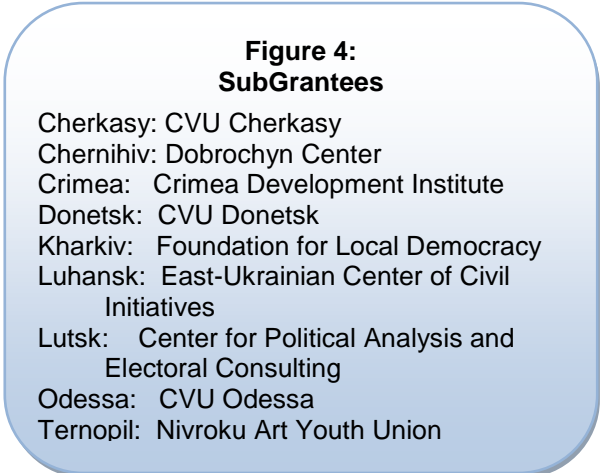 Figure 4:
SubGrantees
Cherkasy: CVU Cherkasy
Chernihiv: Dobrochyn Center
Crimea: Crimea Development Institute
Donetsk: CVU Donetsk
Kharkiv: Foundation for Local Democracy
Luhansk: East-Ukrainian Center of Civil
Initiatives
Lutsk: Center for Political Analysis and
Electoral Consulting
Odessa: CVU Odessa
Ternopil: Nivroku Art Youth Union